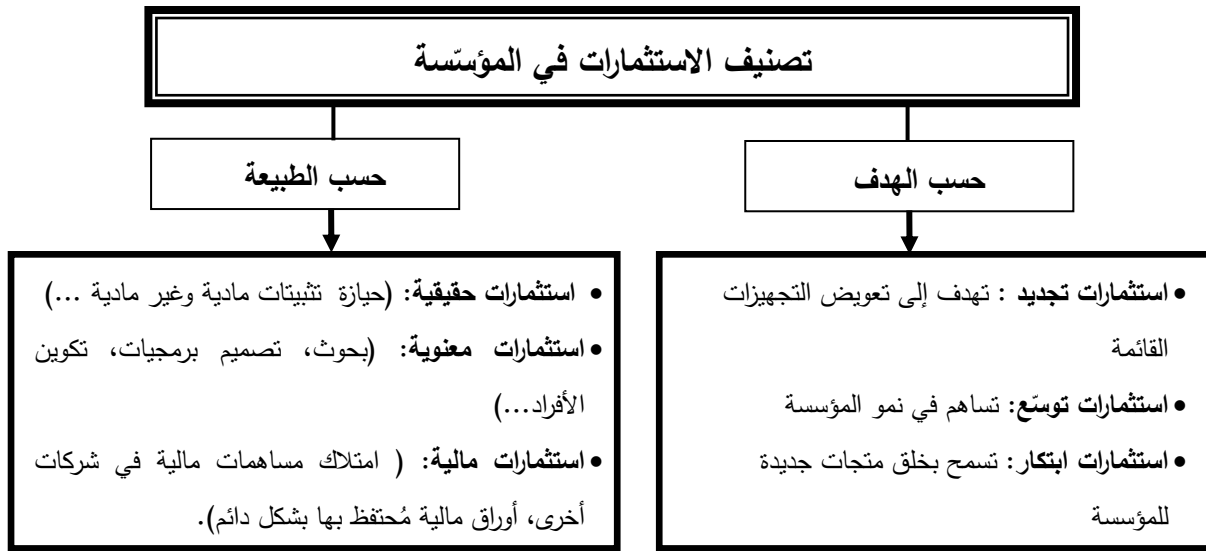 تصنيف الاستثمارات في المؤسّسة
حسب الهدف
حسب الطبيعة
• استثمارات تجديد : تهدف إلى تعويض التجهيزات
القائمة
• استثمارات توسّع: تساهم في نمو المؤسسة
• استثمارات ابتكار: تسمح بخلق متجات جديدة
للمؤسسة
• استثمارات حقيقية: (حيازة تثبيتات مادية وغير مادية ...)
• استثمارات معنوية: (بحوث، تصميم برمجيات، تكوين
الأفراد...)
• استثمارات مالية: ( امتلاك مساهمات مالية في شركات
أخرى، أوراق مالية مُحتفظ بها بشكل دائم).